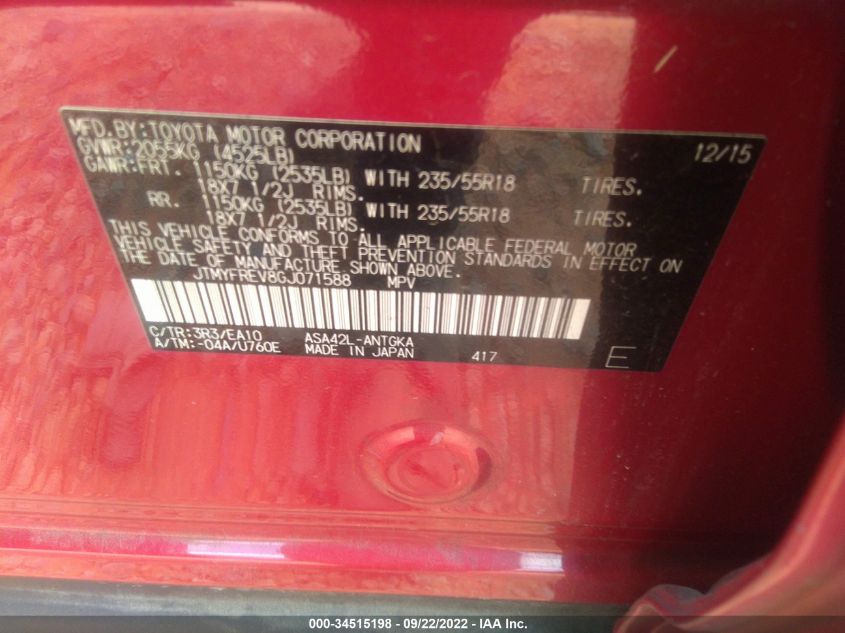 MFD.BY:TOYOTA MOTOR CORPORATION 12/15
GVWR:2055KG (4525LB)
GAWR:FRT. 1150KG (2535LB) WITH 235/55R18 TIRES.
18X7 1/2J RIMS.
RR. 1150KG (2535LB) WITH 235/55R18 TIRES.
18X7 1/2J RIMS.
THIS VEHICLE CONFORMS TO ALL APPLICABLE FEDERAL MOTOR
VEHICLE SAFETY AND THEFT PREVENTION STANDARDS IN EFFECT ON
THE DATE OF MANUFACTURE SHOWN ABOVE.
JTMYFREV8GJ071588 MPV
C/TR:3R3/EA10 ASA42L-ANTGKA
A/TM:-04A/U760E MADE IN JAPAN 417 E
000-34515198 - 09/22/2022 - IAA Inc.